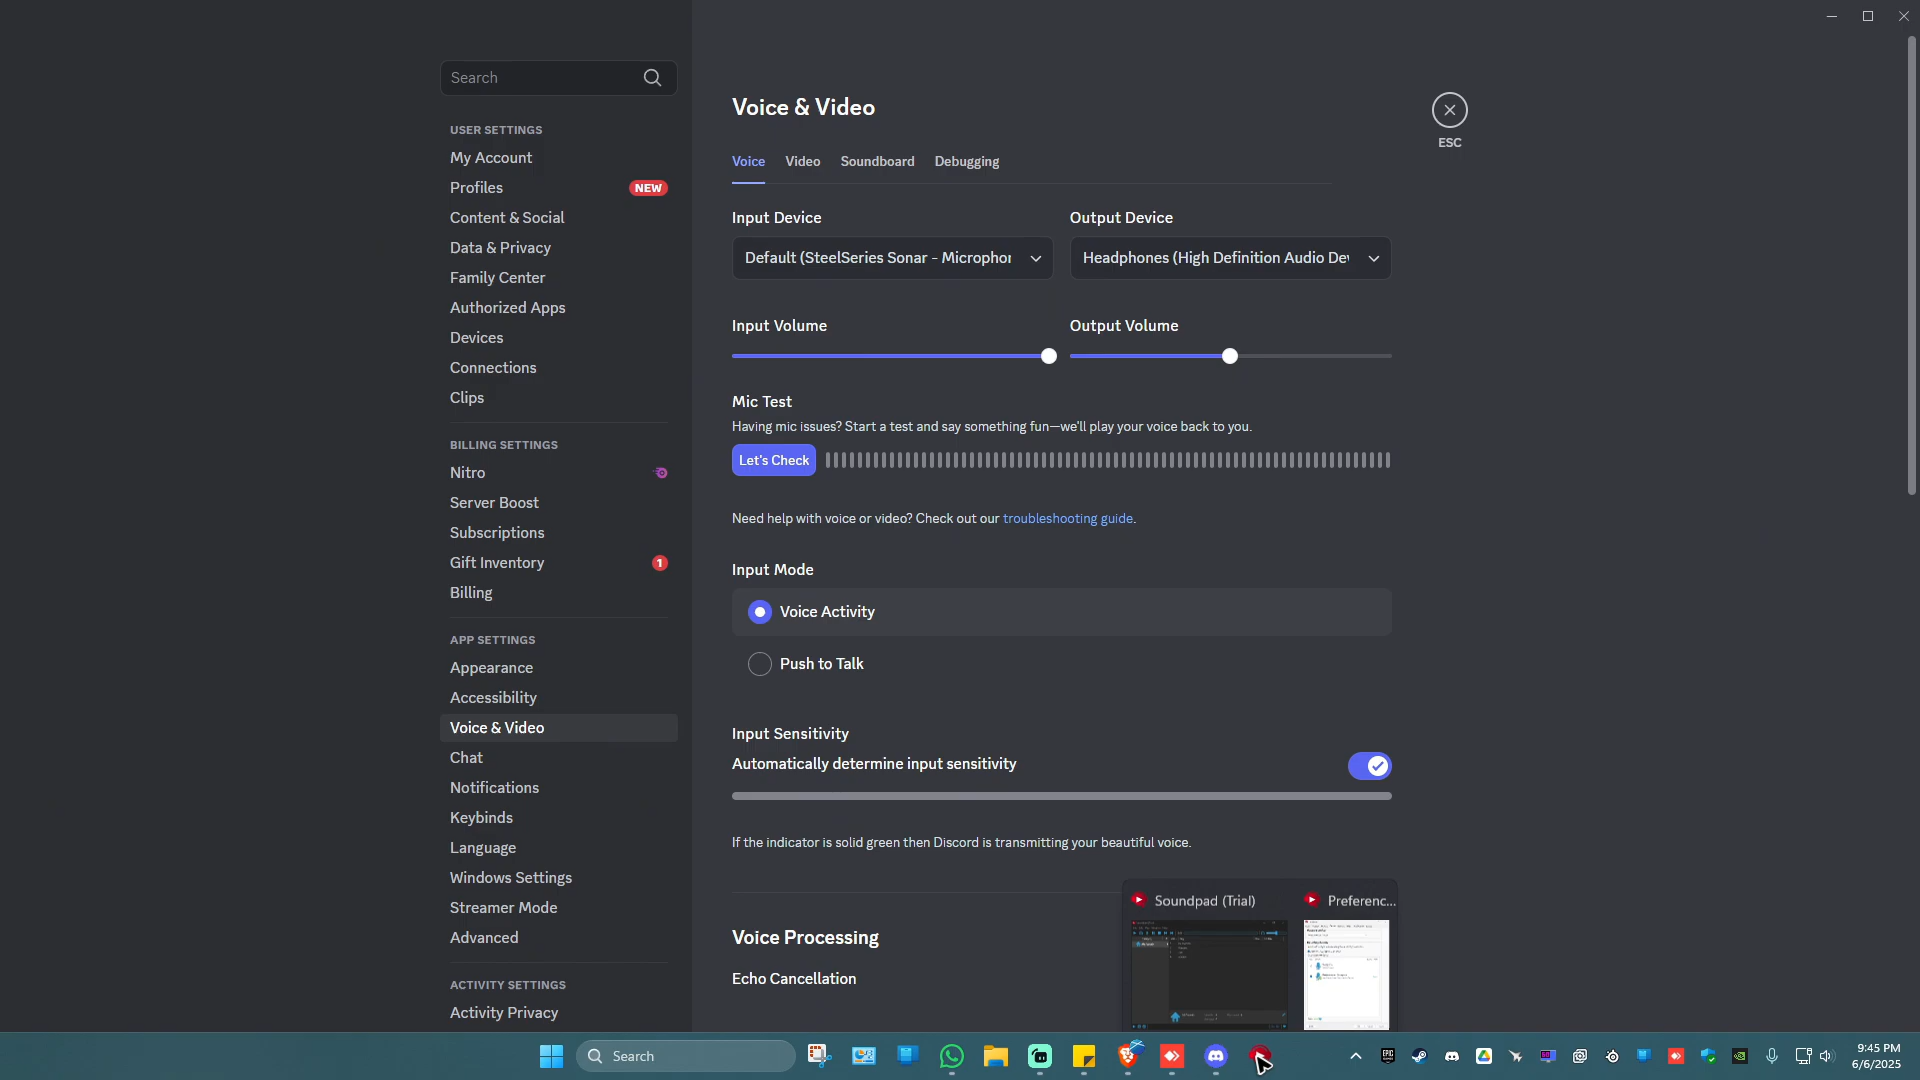 Search
USER SETTINGS
My Account
Profiles NEW
Content & Social
Data & Privacy
Family Center
Authorized Apps
Devices
Connections
Clips
BILLING SETTINGS
Nitro
Server Boost
Subscriptions
Gift Inventory 1
Billing
APP SETTINGS
Appearance
Accessibility
Voice & Video
Chat
Notifications
Keybinds
Language
Windows Settings
Streamer Mode
Advanced
ACTIVITY SETTINGS
Activity Privacy
Voice & Video
ESC
Voice Video Soundboard Debugging
Input Device Output Device
Default (SteelSeries Sonar - Microphon Headphones (High Definition Audio Dev
Input Volume Output Volume
Mic Test
Having mic issues? Start a test and say something fun—we'll play your voice back to you.
Let's Check
Need help with voice or video? Check out our troubleshooting guide.
Input Mode
Voice Activity
Push to Talk
Input Sensitivity
Automatically determine input sensitivity
If the indicator is solid green then Discord is transmitting your beautiful voice.
Voice Processing
Echo Cancellation
Soundpad (Trial) Preferenc...
Search
EPIC
9:45 PM
6/6/2025